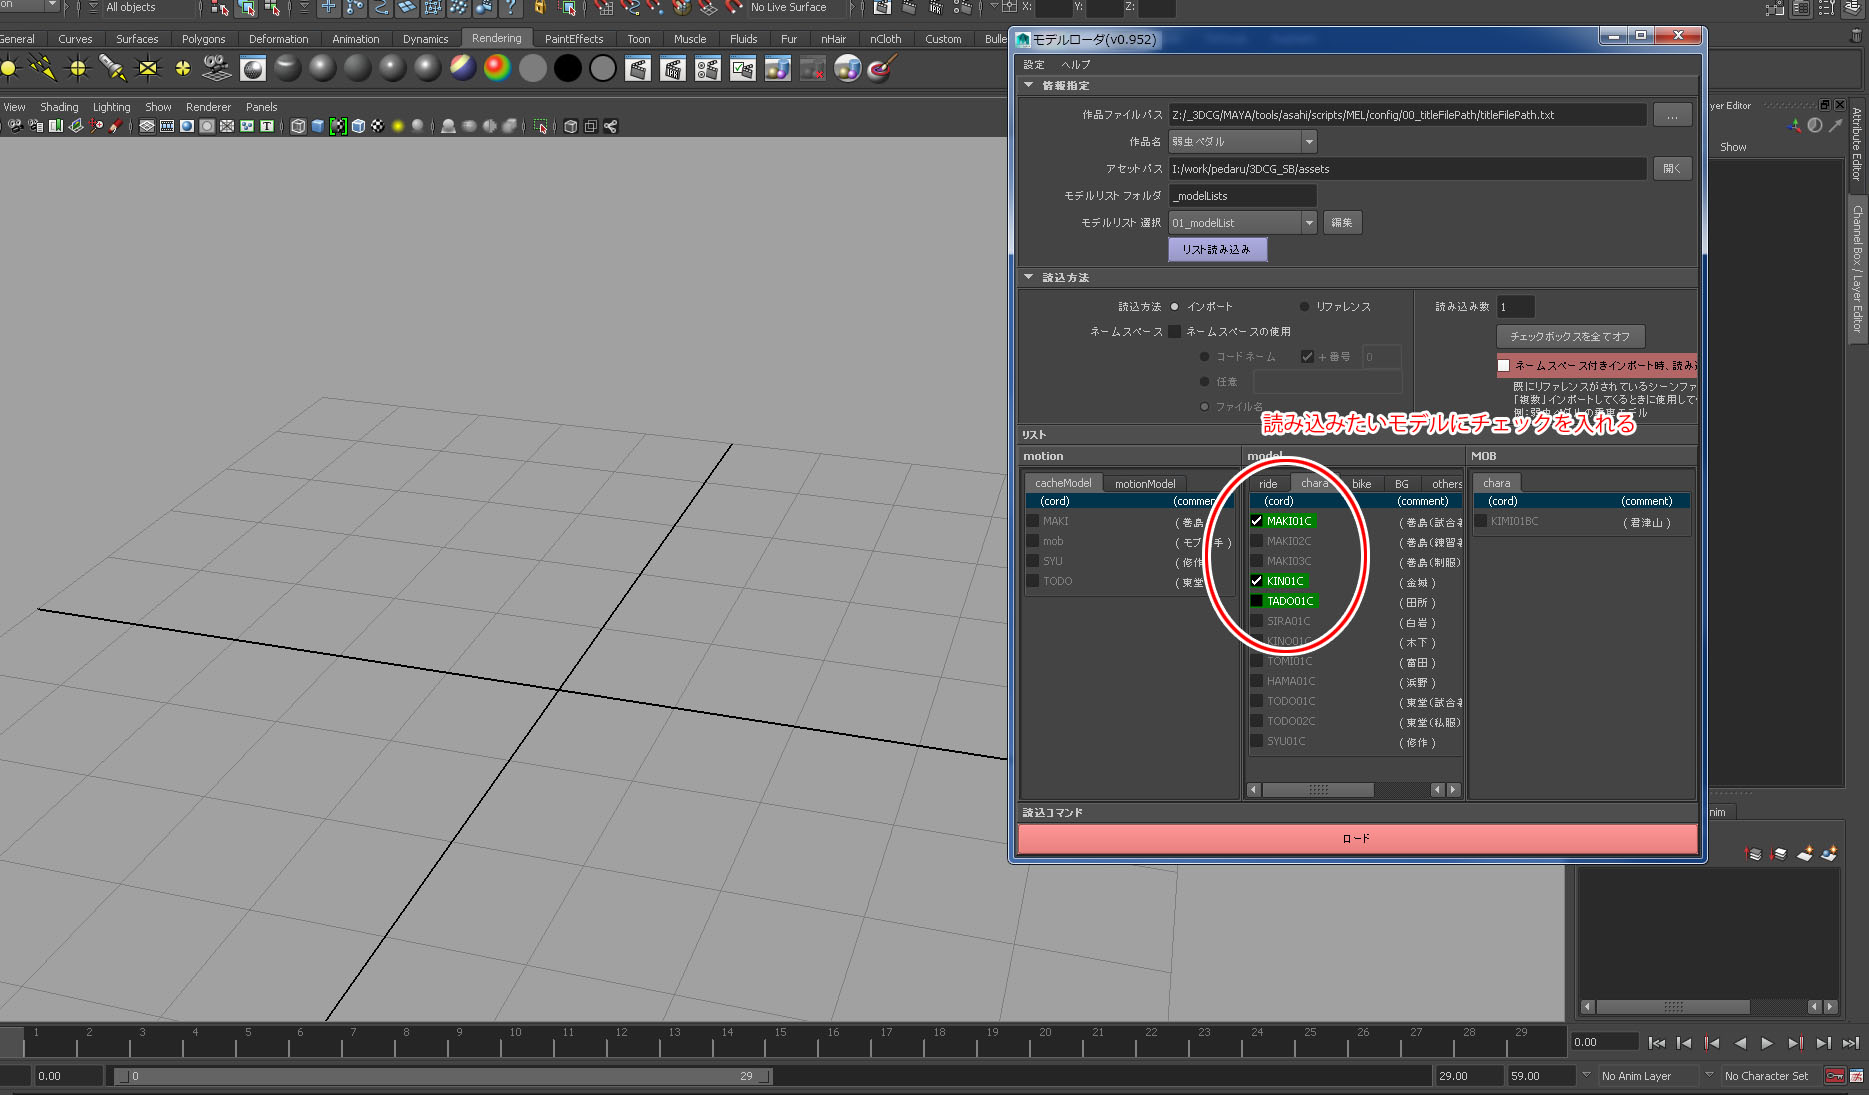 All objects
No Live Surface
X:
Y:
Z:
General Curves Surfaces Polygons Deformation Animation Dynamics Rendering PaintEffects Toon Muscle Fluids Fur nHair nCloth Custom
View Shading Lighting Show Renderer Panels
モデルローダ(v0.952)
設定 ヘルプ
情報指定
作品ファイルパス Z:/_3DCG/MAYA/tools/asahi/scripts/MEL/config/00_titleFilePath/titleFilePath.txt ...
作品名 弱虫ペダル
アセットパス I:/work/pedaru/3DCG_SB/assets 開く
モデルリスト フォルダ _modelLists
モデルリスト 選択 01_modelList 編集
リスト読み込み
読込方法
読込方法 インポート リファレンス
ネームスペース ネームスペースの使用
コードネーム +番号 0
任意
ファイル名
読み込み数 1
チェックボックスを全てオフ
ネームスペース付きインポート時、読み込
既にリファレンスがされているシーンファ
「複数」インポートしてくるときに使用して
読み込みたいモデルにチェックを入れる
リスト
motion
cacheModel motionModel
(cord) (commen
MAKI (巻島
mob (モブ 手)
SYU (修作
TODO (東堂
model
ride chara bike BG others
(cord) (comment)
MAKI01C (巻島(試合着
MAKI02C (巻島(練習着
MAKI03C (巻島(制服)
KIN01C (金城)
TADO01C (田所)
SIRA01C (白岩)
KINO01C (木下)
TOMI01C (富田)
HAMA01C (浜野)
TODO01C (東堂(試合着
TODO02C (東堂(私服)
SYU01C (修作)
MOB
chara
(cord) (comment)
KIMI01BC (君津山)
読込コマンド
ロード
yer Editor
Show
Attribute Editor
Channel Box / Layer Editor
nim
1 2 3 4 5 6 7 8 9 10 11 12 13 14 15 16 17 18 19 20 21 22 23 24 25 26 27 28 29
0.00
0.00
0
29
29.00
59.00
No Anim Layer
No Character Set